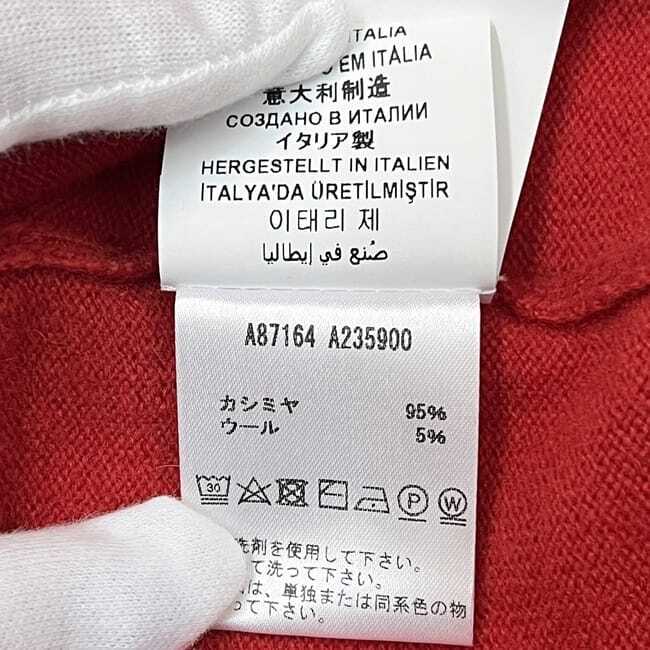 ITALIA
EM ITÁLIA
意大利制造
СОЗДАНО В ИТАЛИИ
イタリア製
HERGESTELLT IN ITALIEN
İTALYA'DA ÜRETİLMİŞTİR
이태리 제
صُنع في إيطاليا
A87164 A235900
カシミヤ 95%
ウール 5%
30 P W
洗剤を使用して下さい。
て洗って下さい。
は、単独または同系色の物
って下さい。